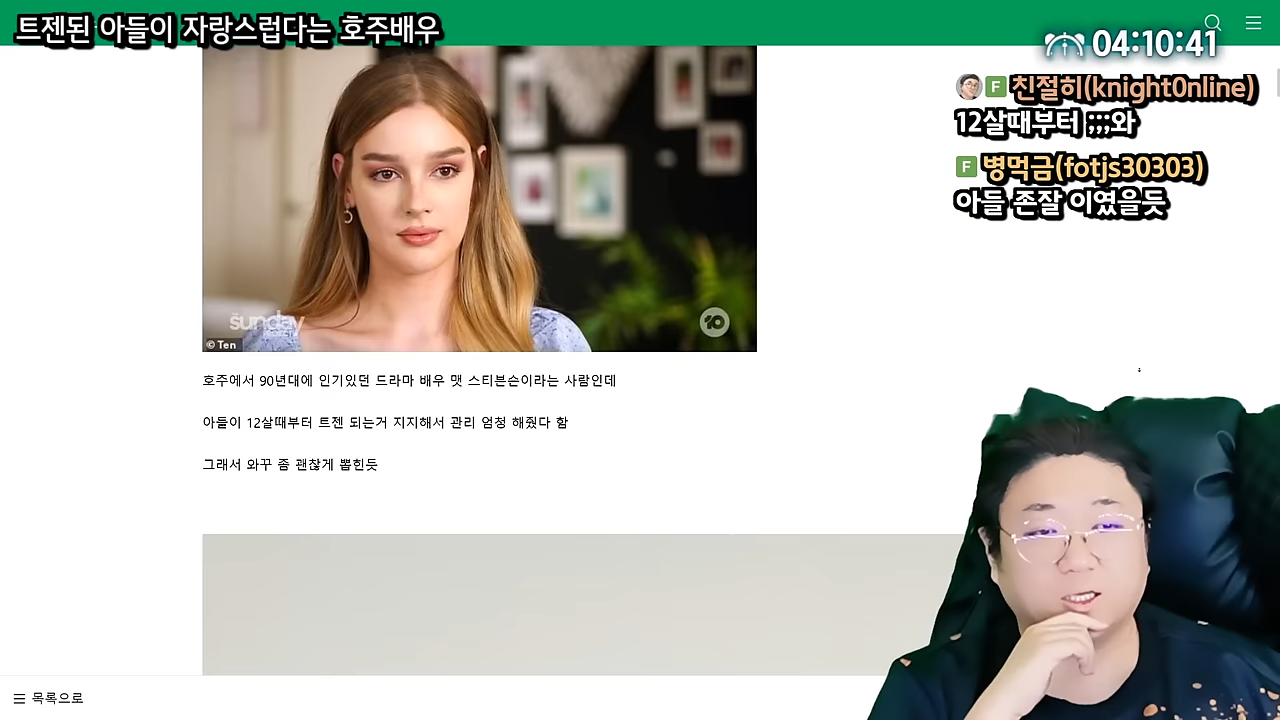 트젠된 아들이 자랑스럽다는 호주배우
04:10:41
F 친절히(knight0nline)
12살때부터 ;;;와
F 병먹금(fotjs30303)
아들 존잘 이였을듯
the sunday
10
© Ten
호주에서 90년대에 인기있던 드라마 배우 맷 스티븐슨이라는 사람인데
아들이 12살때부터 트젠 되는거 지지해서 관리 엄청 해줬다 함
그래서 와꾸 좀 괜찮게 뽑힌듯
목록으로